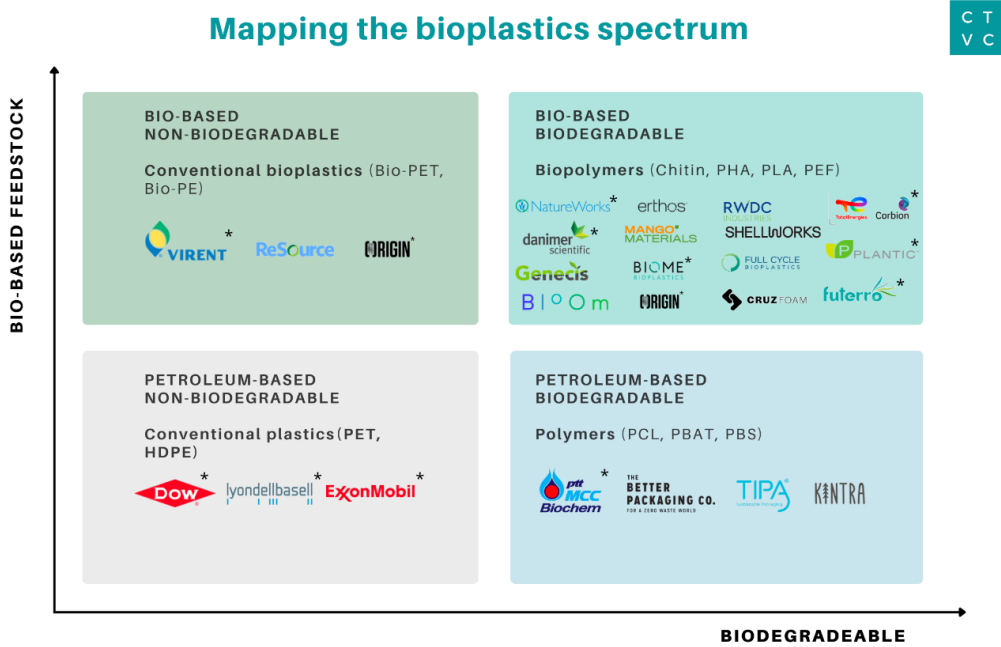 Mapping the bioplastics spectrum
C T
V C
BIO-BASED FEEDSTOCK
BIO-BASED
NON-BIODEGRADABLE
Conventional bioplastics (Bio-PET,
Bio-PE)
VIRENT *
ReSource
ORIGIN *
BIO-BASED
BIODEGRADABLE
Biopolymers (Chitin, PHA, PLA, PEF)
NatureWorks *
erthos
RWDC
INDUSTRIES
TotalEnergies
Corbion *
danimer *
scientific
MANGO
MATERIALS
SHELLWORKS
PLANTIC *
Genecis
BIOME *
BIOPLASTICS
FULL CYCLE
BIOPLASTICS
BIOOm
ORIGIN *
CRUZ FOAM
futerro *
PETROLEUM-BASED
NON-BIODEGRADABLE
Conventional plastics(PET,
HDPE)
DOW *
lyondellbasell *
ExxonMobil *
PETROLEUM-BASED
BIODEGRADABLE
Polymers (PCL, PBAT, PBS)
ptt *
MCC
Biochem
THE
BETTER
PACKAGING CO.
FOR A ZERO WASTE WORLD
TIPA
KINTRA
BIODEGRADEABLE